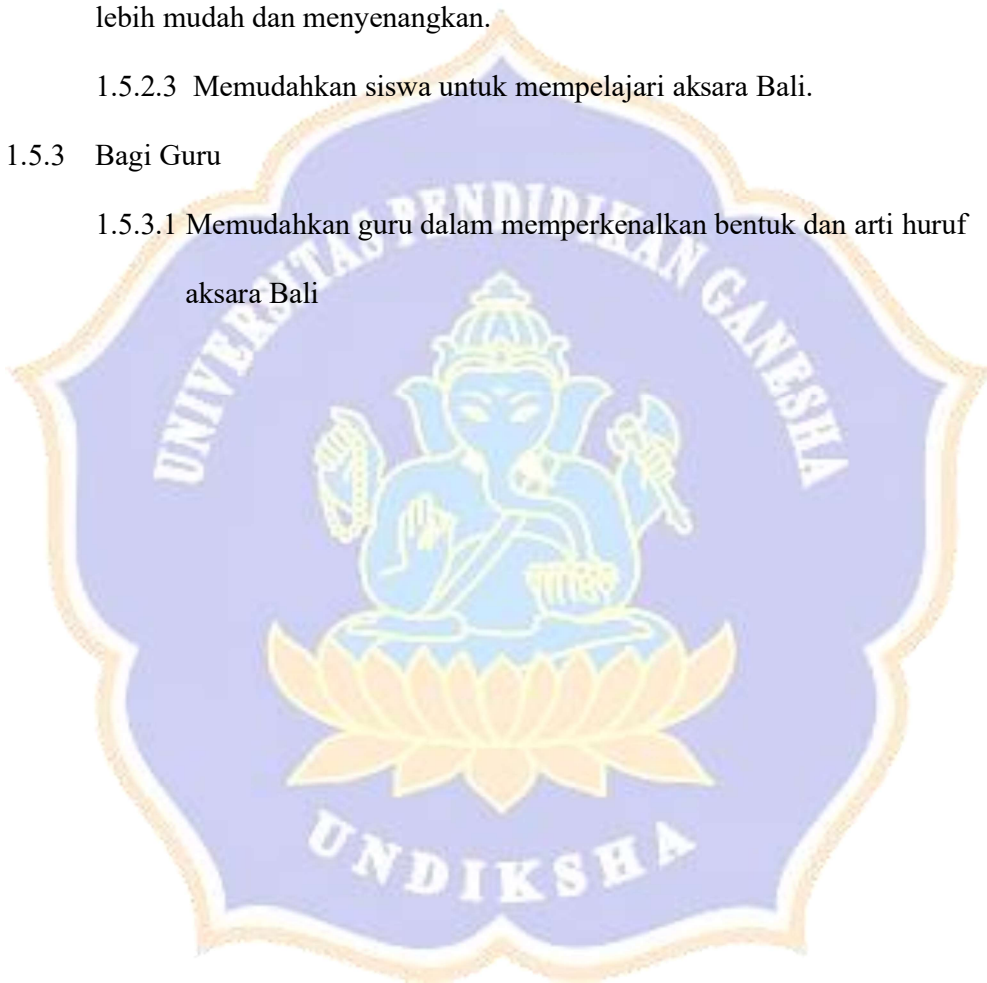 lebih mudah dan menyenangkan.
1.5.2.3 Memudahkan siswa untuk mempelajari aksara Bali.
1.5.3 Bagi Guru
1.5.3.1 Memudahkan guru dalam memperkenalkan bentuk dan arti huruf
aksara Bali
UNIVERSITAS PENDIDIKAN GANESHA
UNDIKSHA